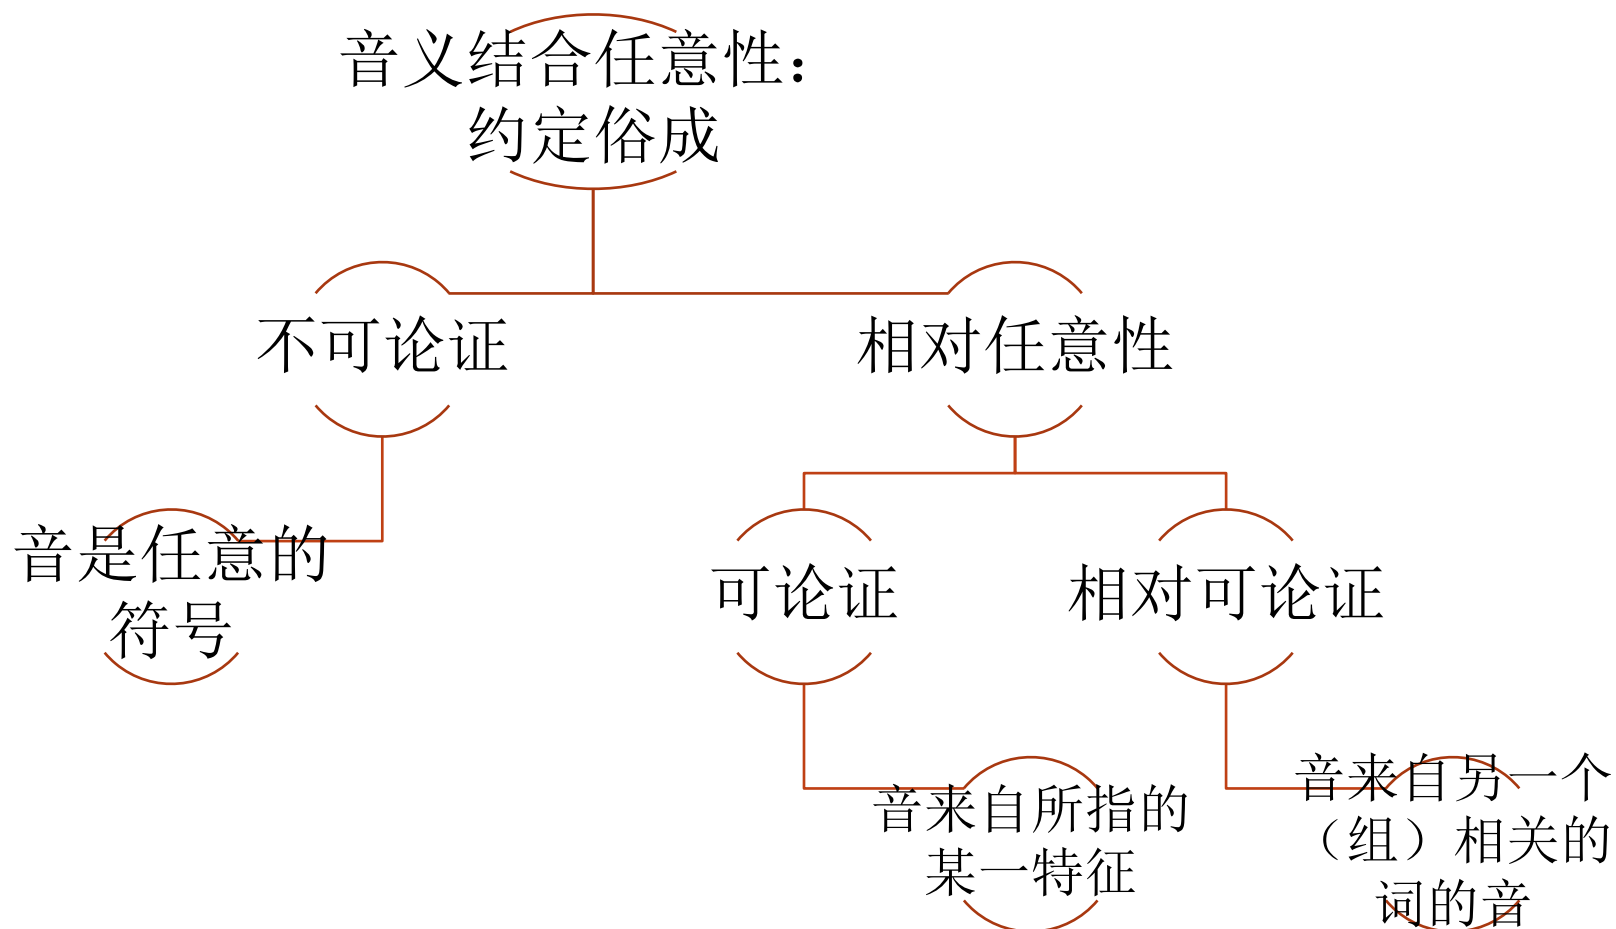 音义结合任意性：
约定俗成
不可论证
相对任意性
音是任意的
符号
可论证
相对可论证
音来自所指的
某一特征
音来自另一个
（组）相关的
词的音